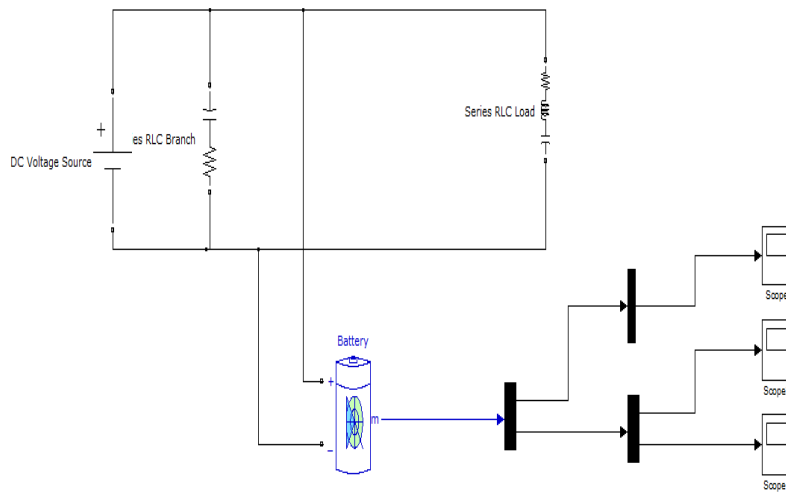 Series RLC Load
+
es RLC Branch
DC Voltage Source
Scope
Battery
+
m
−
Scope
Scope